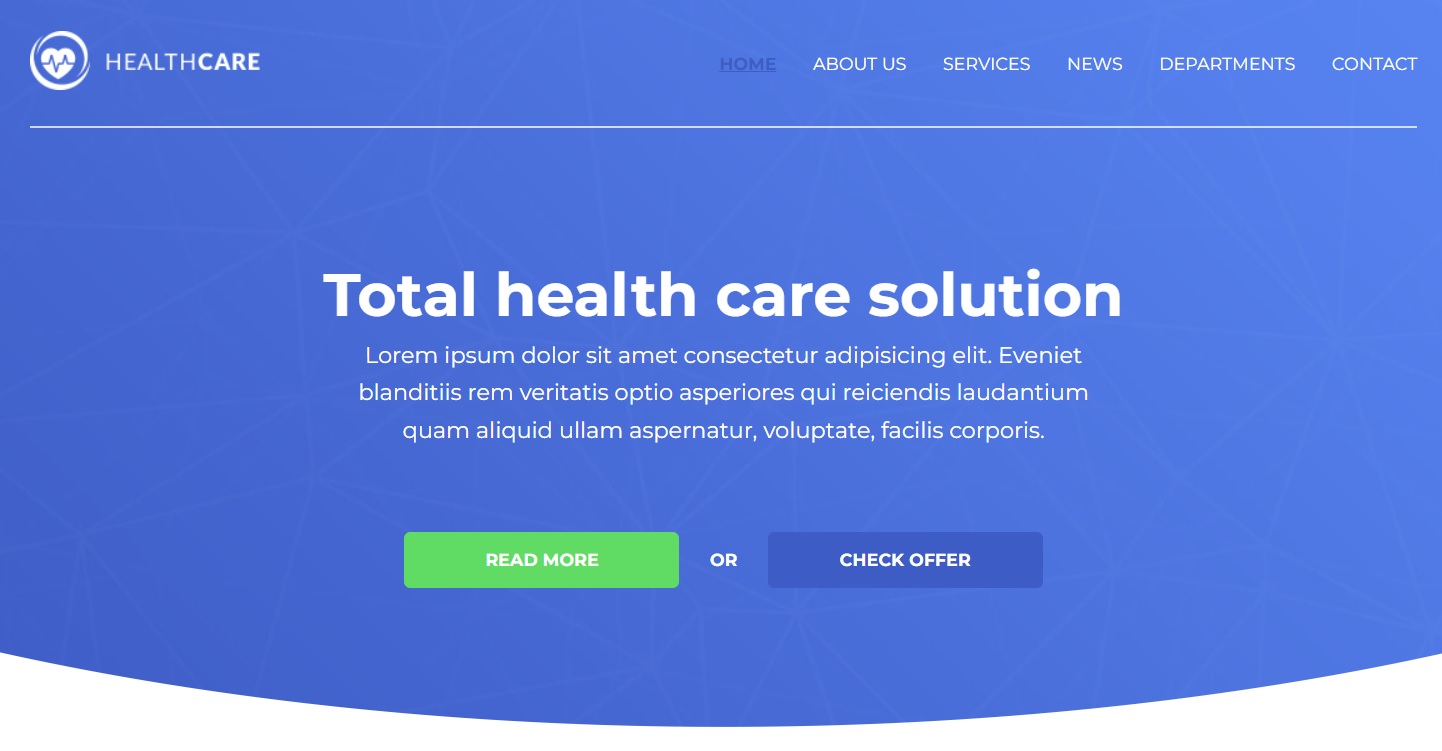 HEALTHCARE
HOME ABOUT US SERVICES NEWS DEPARTMENTS CONTACT
Total health care solution
Lorem ipsum dolor sit amet consectetur adipisicing elit. Eveniet
blanditiis rem veritatis optio asperiores qui reiciendis laudantium
quam aliquid ullam aspernatur, voluptate, facilis corporis.
READ MORE OR CHECK OFFER